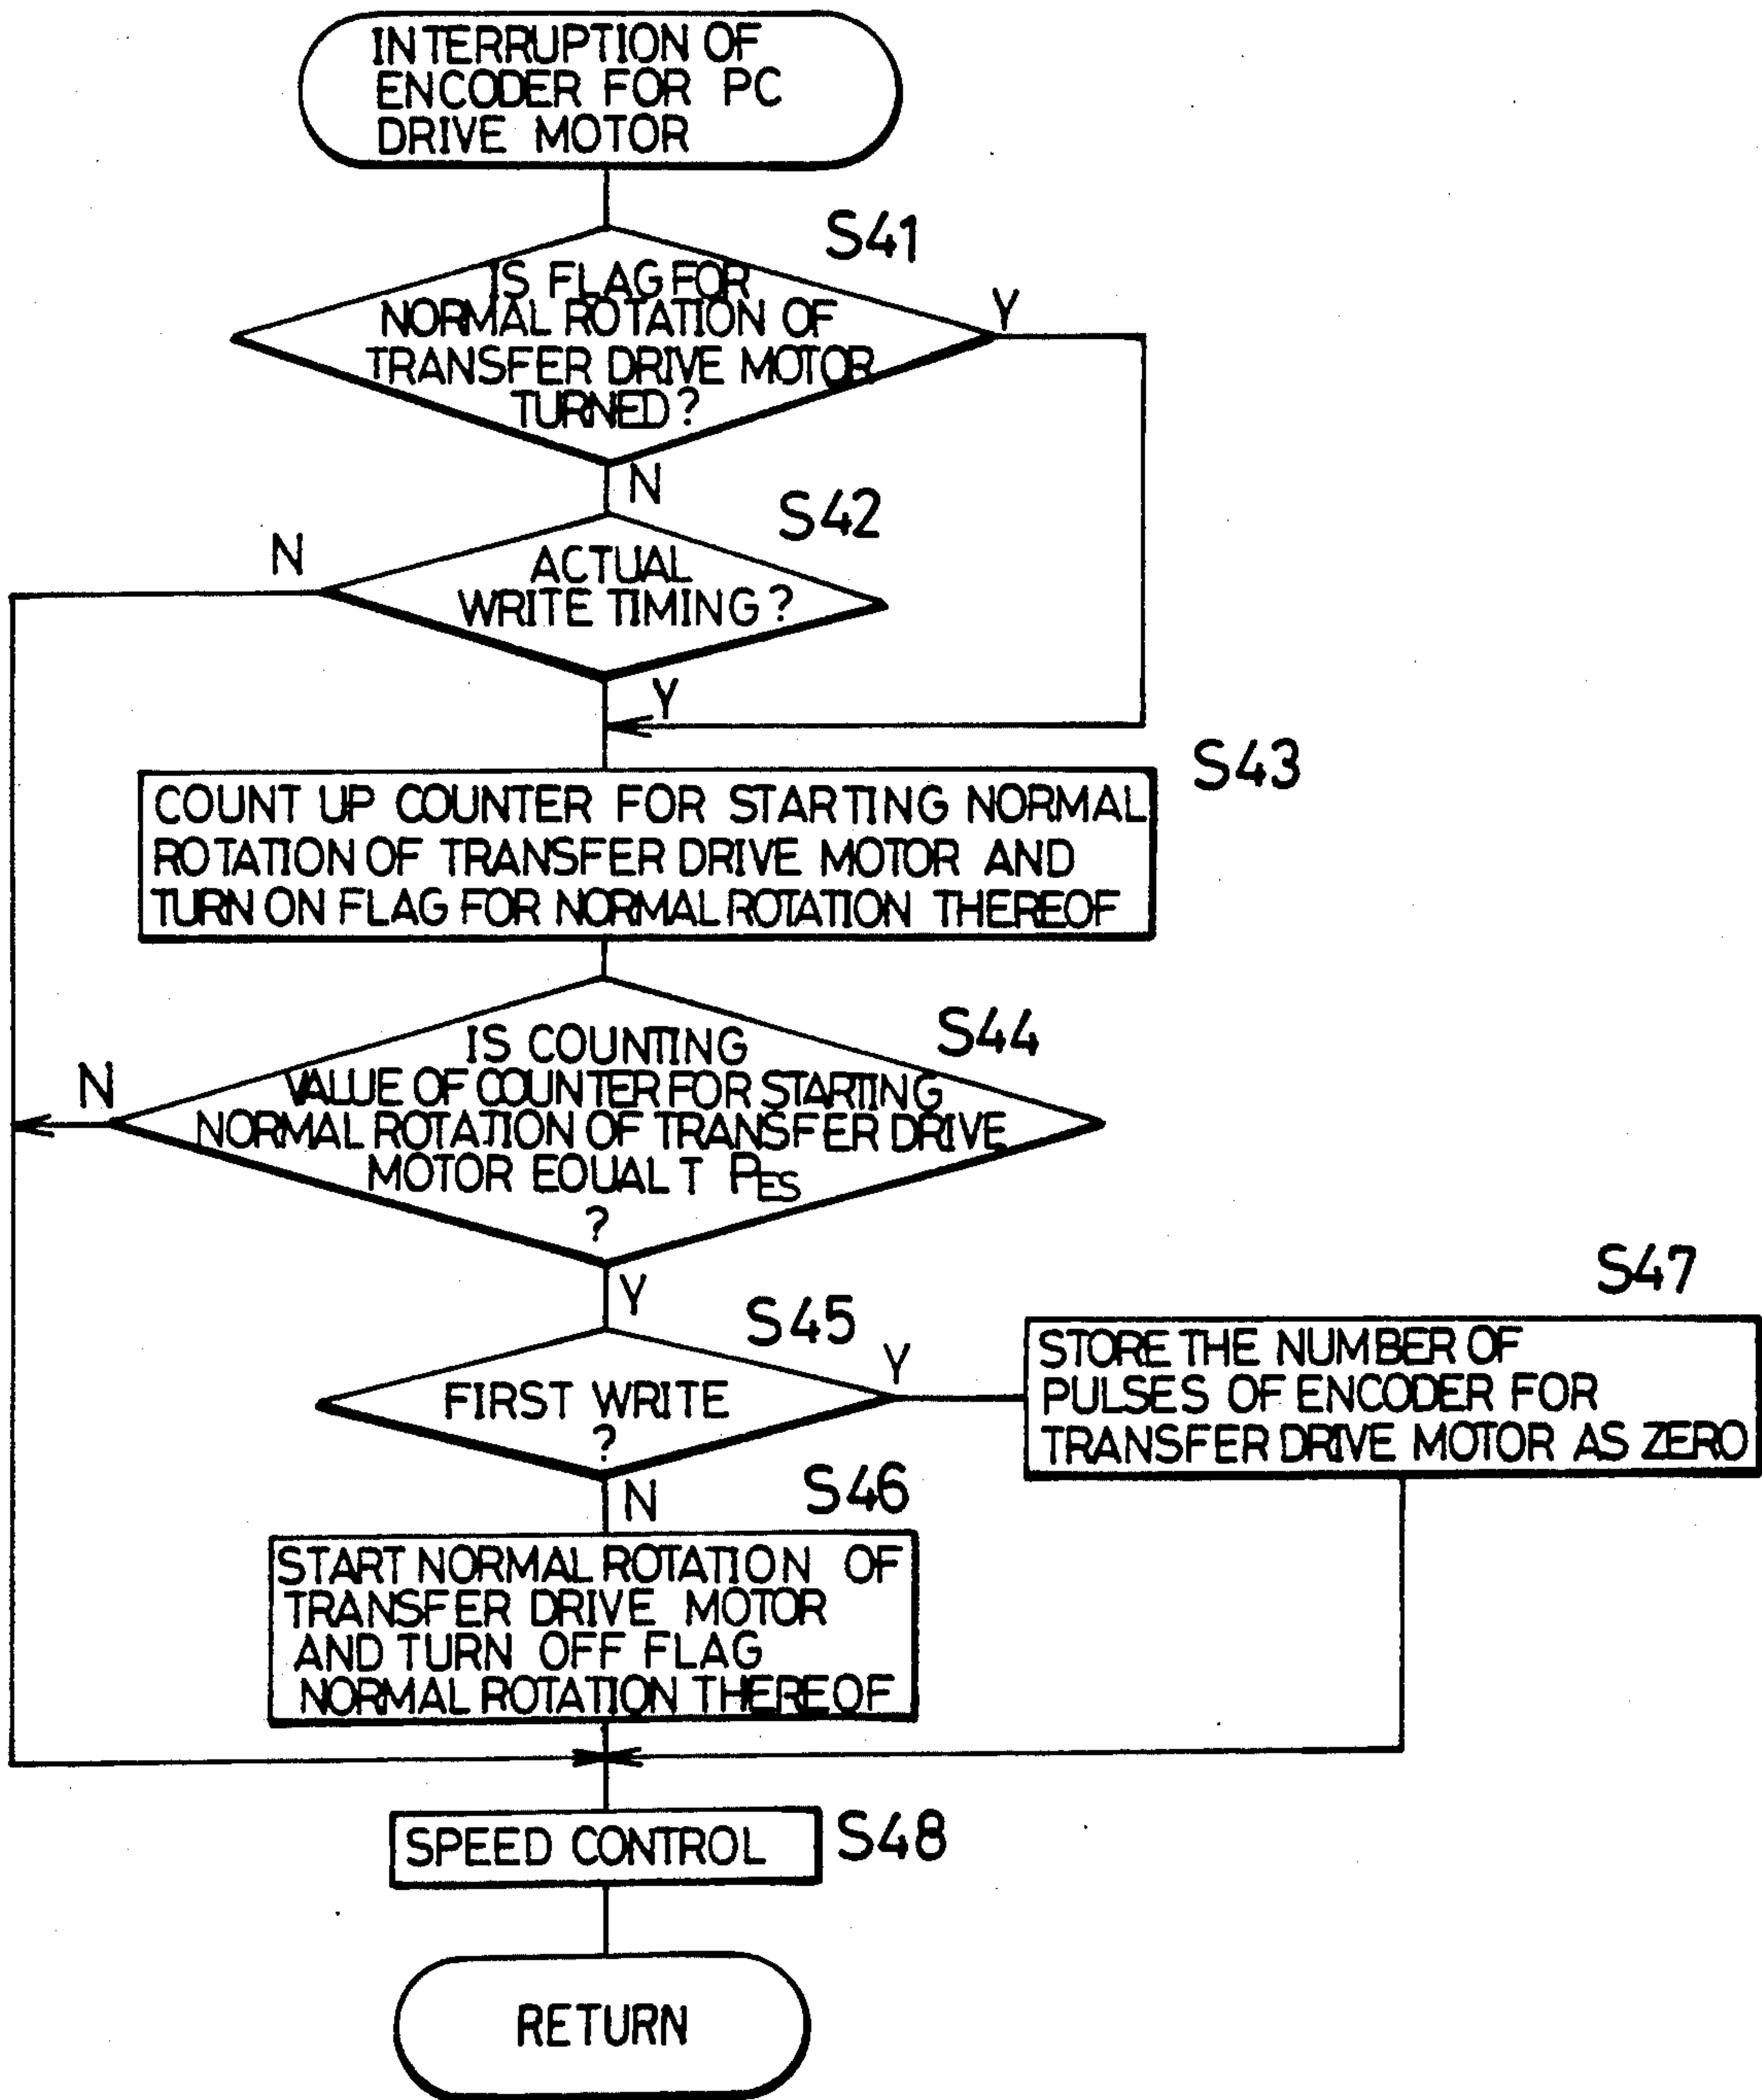 INTERRUPTION OF
ENCODER FOR PC
DRIVE MOTOR
S41
IS FLAG FOR
NORMAL ROTATION OF
TRANSFER DRIVE MOTOR
TURNED?
Y
N
S42
N
ACTUAL
WRITE TIMING?
Y
S43
COUNT UP COUNTER FOR STARTING NORMAL
ROTATION OF TRANSFER DRIVE MOTOR AND
TURN ON FLAG FOR NORMAL ROTATION THEREOF
S44
N
IS COUNTING
VALUE OF COUNTER FOR STARTING
NORMAL ROTATION OF TRANSFER DRIVE
MOTOR EQUAL T PES
?
Y
S45
FIRST WRITE
?
Y
S47
STORE THE NUMBER OF
PULSES OF ENCODER FOR
TRANSFER DRIVE MOTOR AS ZERO
N
S46
START NORMAL ROTATION OF
TRANSFER DRIVE MOTOR
AND TURN OFF FLAG
NORMAL ROTATION THEREOF
SPEED CONTROL
S48
RETURN